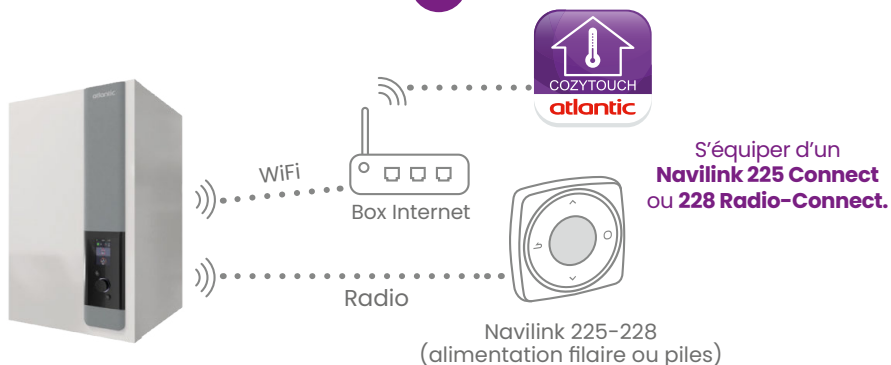 COZYTOUCH
atlantic
atlantic
WiFi
Box Internet
S'équiper d'un
Navilink 225 Connect
ou 228 Radio-Connect.
Radio
Navilink 225-228
(alimentation filaire ou piles)